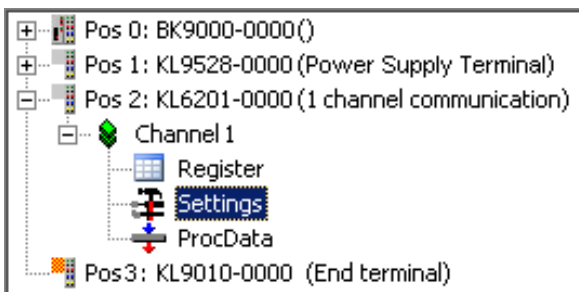 Pos 0: BK9000-0000()
Pos 1: KL9528-0000 (Power Supply Terminal)
Pos 2: KL6201-0000 (1 channel communication)
Channel 1
Register
Settings
ProcData
Pos3: KL9010-0000 (End terminal)